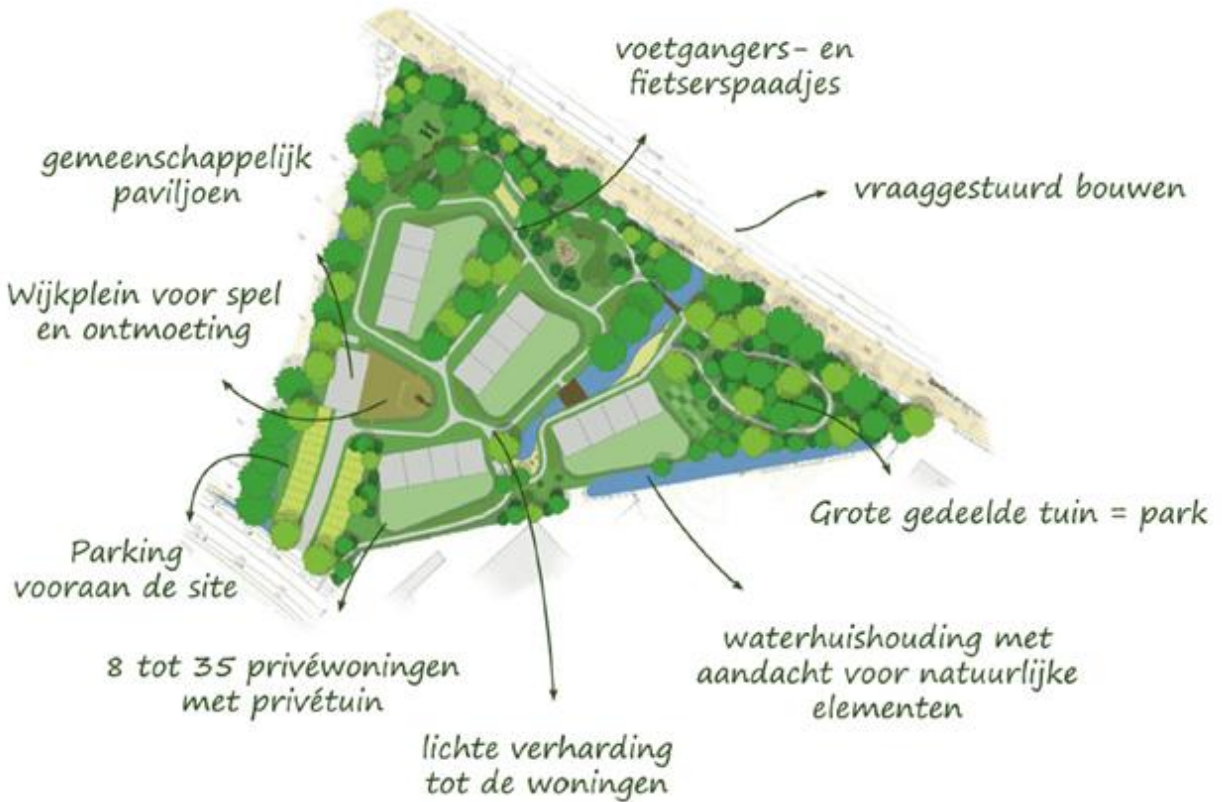 voetgangers- en
fietserspaadjes
gemeenschappelijk
paviljoen
vraaggestuurd bouwen
Wijkplein voor spel
en ontmoeting
Grote gedeelde tuin = park
Parking
vooraan de site
8 tot 35 privéwoningen
met privétuin
waterhuishouding met
aandacht voor natuurlijke
elementen
lichte verharding
tot de woningen